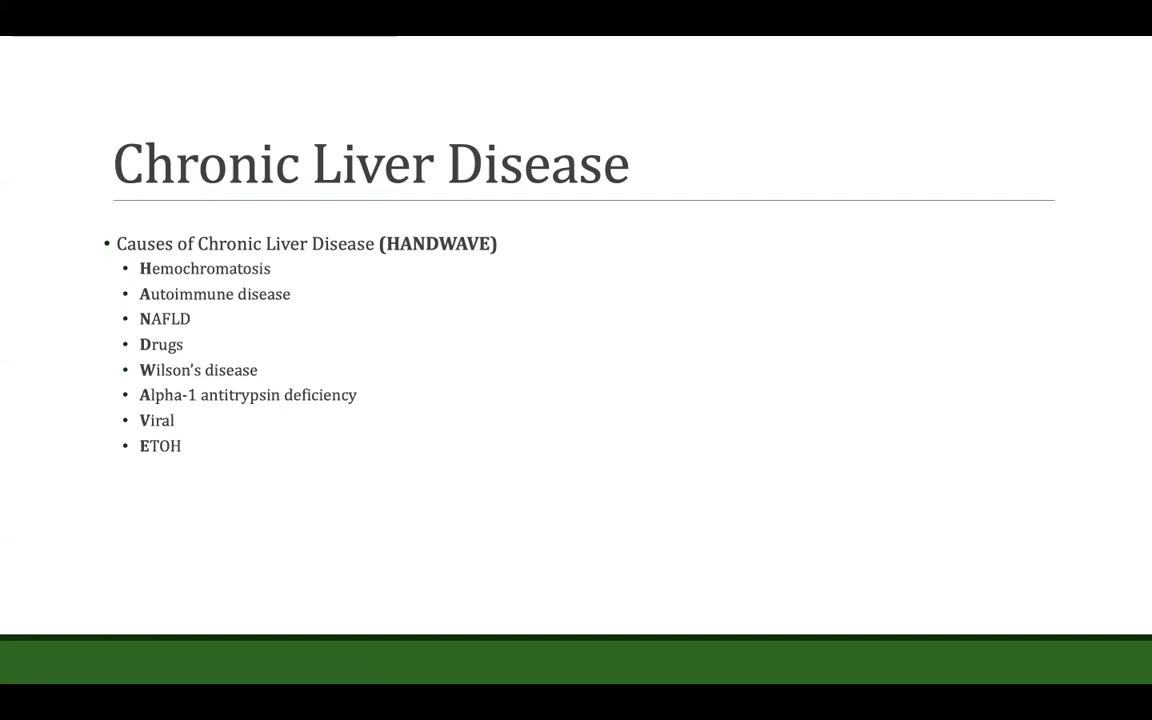 Chronic Liver Disease
• Causes of Chronic Liver Disease (HANDWAVE)
• Hemochromatosis
• Autoimmune disease
• NAFLD
• Drugs
• Wilson’s disease
• Alpha-1 antitrypsin deficiency
• Viral
• ETOH